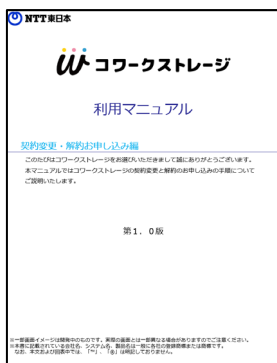 NTT東日本
コワークストレージ
利用マニュアル
契約変更・解約お申し込み編
このたびはコワークストレージをお選びいただきまして誠にありがとうございます。
本マニュアルではコワークストレージの契約変更と解約のお申し込みの手順について
ご説明いたします。
第1.0版
※一部画面イメージは開発中のものです。実際の画面とは一部異なる場合がありますのでご注意ください。
※本書に記載されている会社名、システム名、製品名は一般に各社の登録商標または商標です。
なお、本文および図表中では、「™」、「®」は明記しておりません。